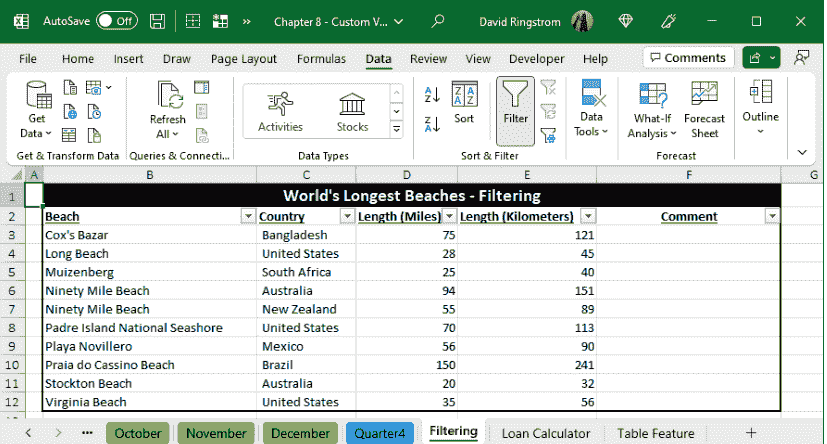 AutoSave Off » Chapter 8 - Custom V... David Ringstrom
File Home Insert Draw Page Layout Formulas Data Review View Developer Help Comments
Get Data Refresh All Activities Stocks Sort Filter Data Tools What-If Analysis Forecast Sheet Outline
Get & Transform Data Queries & Connecti... Data Types Sort & Filter Forecast
A B C D E F G
1 World's Longest Beaches - Filtering
2 Beach Country Length (Miles) Length (Kilometers) Comment
3 Cox's Bazar Bangladesh 75 121
4 Long Beach United States 28 45
5 Muizenberg South Africa 25 40
6 Ninety Mile Beach Australia 94 151
7 Ninety Mile Beach New Zealand 55 89
8 Padre Island National Seashore United States 70 113
9 Playa Novillero Mexico 56 90
10 Praia do Cassino Beach Brazil 150 241
11 Stockton Beach Australia 20 32
12 Virginia Beach United States 35 56
... October November December Quarter4 Filtering Loan Calculator Table Feature +